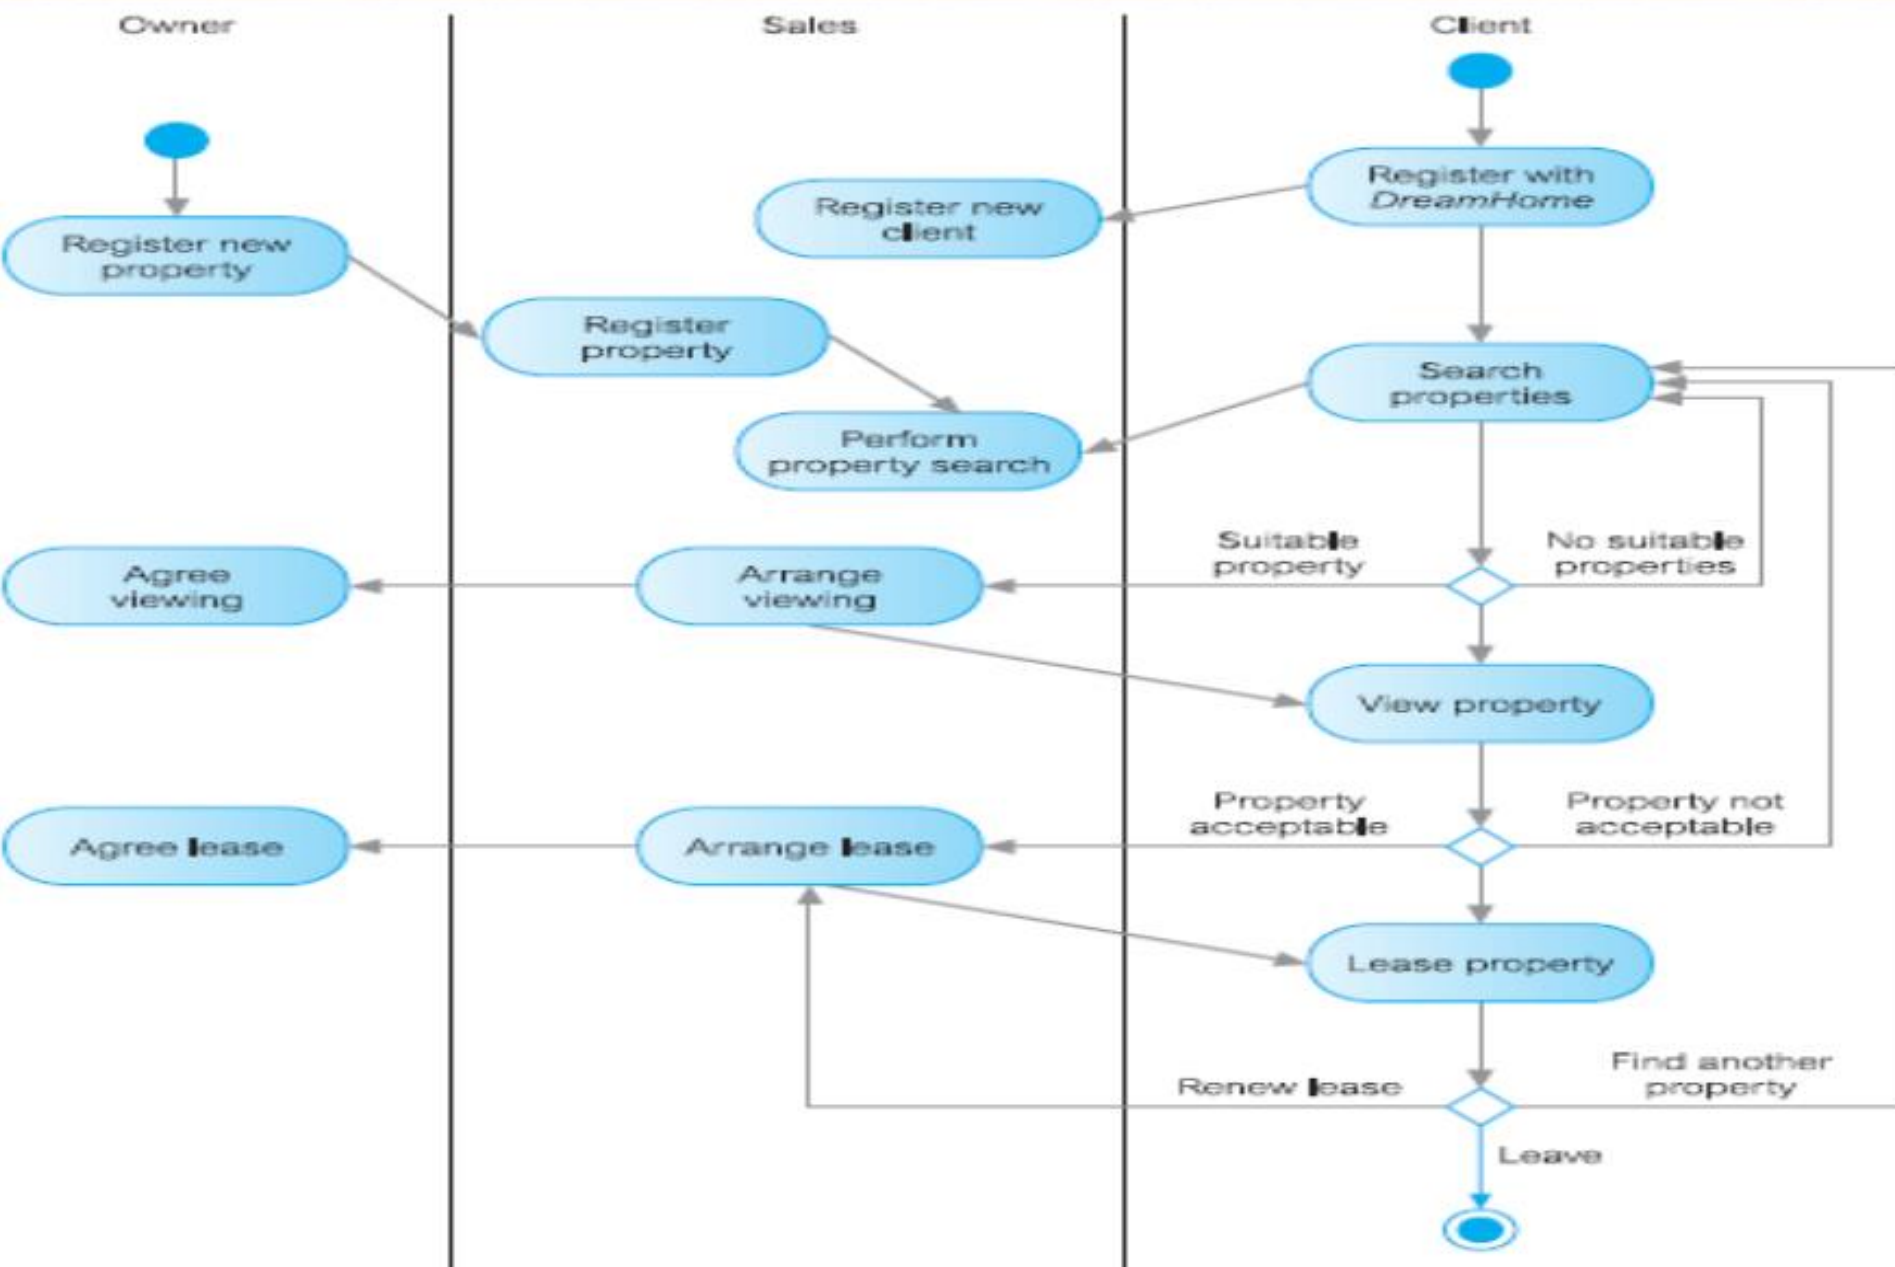 Owner
Sales
Client
Register with
DreamHome
Register new
client
Register new
property
Register
property
Search
properties
Perform
property search
Suitable
property
No suitable
properties
Agree
viewing
Arrange
viewing
View property
Property
acceptable
Property not
acceptable
Agree lease
Arrange lease
Lease property
Renew lease
Find another
property
Leave